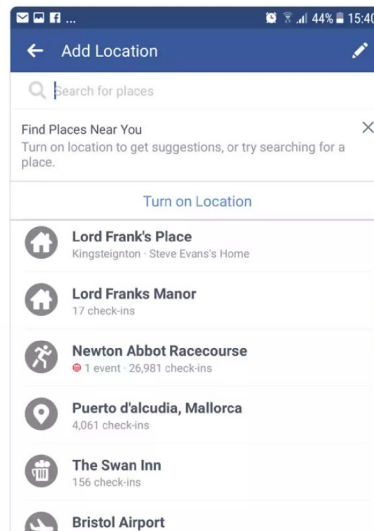 ... 44% 15:40
Add Location
Search for places
Find Places Near You
Turn on location to get suggestions, or try searching for a
place.
Turn on Location
Lord Frank's Place
Kingsteignton · Steve Evans's Home
Lord Franks Manor
17 check-ins
Newton Abbot Racecourse
1 event · 26,981 check-ins
Puerto d'alcudia, Mallorca
4,061 check-ins
The Swan Inn
156 check-ins
Bristol Airport